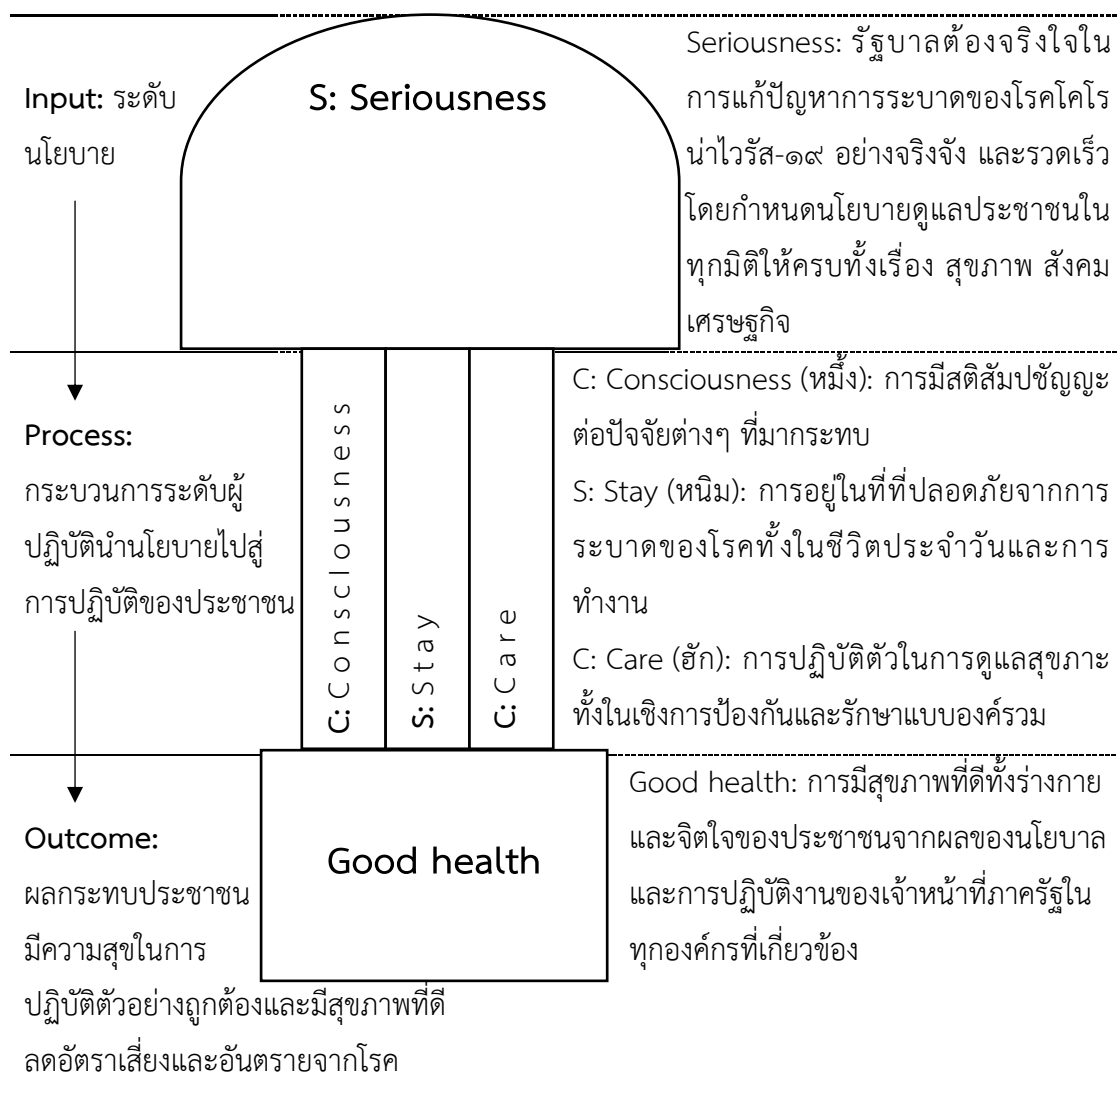 Input: ระดับ
นโยบาย
S: Seriousness
Seriousness: รัฐบาลต้องจริงใจใน
การแก้ปัญหาการระบาดของโรคโคโร
น่าไวรัส-๑๙ อย่างจริงจัง และรวดเร็ว
โดยกำหนดนโยบายดูแลประชาชนใน
ทุกมิติให้ครบทั้งเรื่อง สุขภาพ สังคม
เศรษฐกิจ
Process:
กระบวนการระดับผู้
ปฏิบัตินำนโยบายไปสู่
การปฏิบัติของประชาชน
C: Consciousness
S: Stay
C: Care
C: Consciousness (หมึ้ง): การมีสติสัมปชัญญะ
ต่อปัจจัยต่างๆ ที่มากระทบ
S: Stay (หนิม): การอยู่ในที่ที่ปลอดภัยจากการ
ระบาดของโรคทั้งในชีวิตประจำวันและการ
ทำงาน
C: Care (ฮัก): การปฏิบัติตัวในการดูแลสุขภาะ
ทั้งในเชิงการป้องกันและรักษาแบบองค์รวม
Outcome:
ผลกระทบประชาชน
มีความสุขในการ
ปฏิบัติตัวอย่างถูกต้องและมีสุขภาพที่ดี
ลดอัตราเสี่ยงและอันตรายจากโรค
Good health
Good health: การมีสุขภาพที่ดีทั้งร่างกาย
และจิตใจของประชาชนจากผลของนโยบาล
และการปฏิบัติงานของเจ้าหน้าที่ภาครัฐใน
ทุกองค์กรที่เกี่ยวข้อง